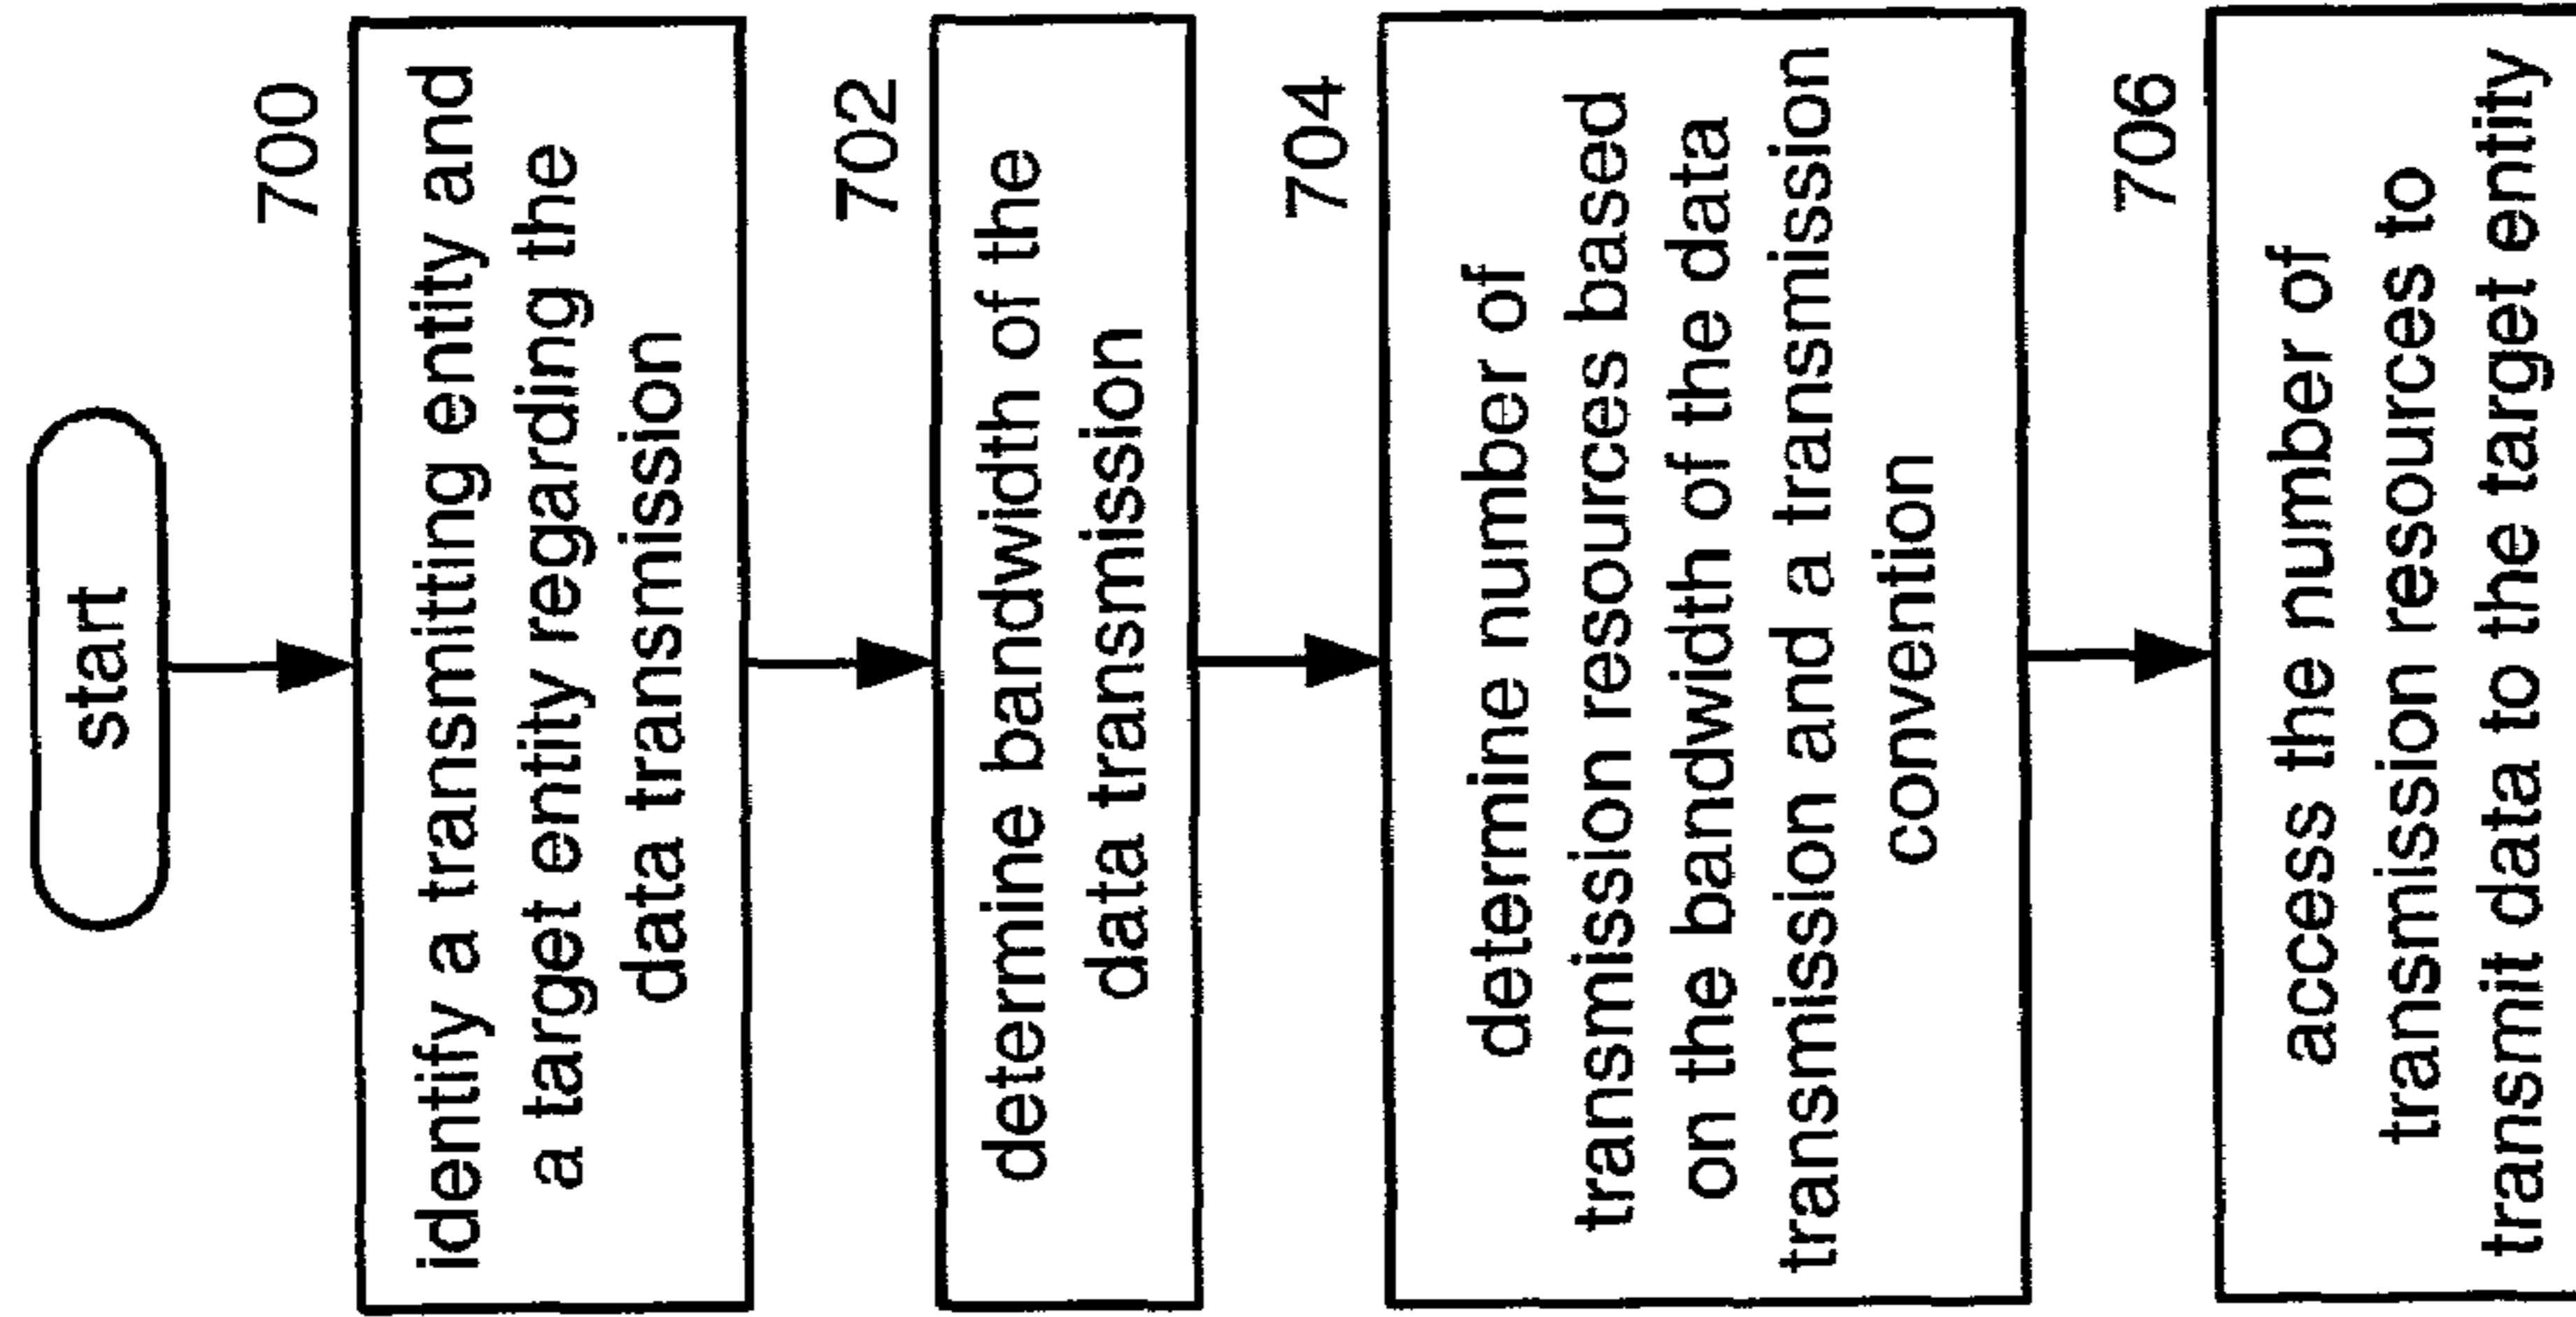 start
700
identify a transmitting entity and
a target entity regarding the
data transmission
702
determine bandwidth of the
data transmission
704
determine number of
transmission resources based
on the bandwidth of the data
transmission and a transmission
convention
706
access the number of
transmission resources to
transmit data to the target entity